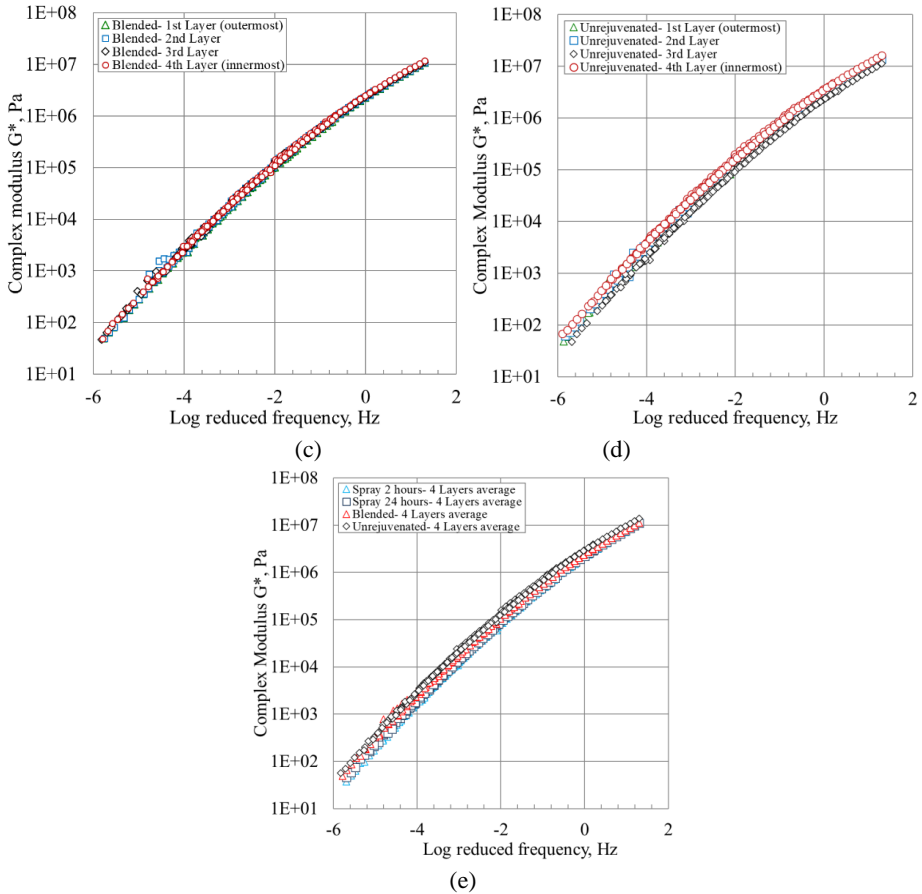 1E+08
1E+07
1E+06
1E+05
1E+04
1E+03
1E+02
1E+01
Complex modulus G*, Pa
Blended- 1st Layer (outermost)
Blended- 2nd Layer
Blended- 3rd Layer
Blended- 4th Layer (innermost)
-6 -4 -2 0 2
Log reduced frequency, Hz
(c)
1E+08
1E+07
1E+06
1E+05
1E+04
1E+03
1E+02
1E+01
Complex Modulus G*, Pa
Unrejuvenated- 1st Layer (outermost)
Unrejuvenated- 2nd Layer
Unrejuvenated- 3rd Layer
Unrejuvenated- 4th Layer (innermost)
-6 -4 -2 0 2
Log reduced frequency, Hz
(d)
1E+08
1E+07
1E+06
1E+05
1E+04
1E+03
1E+02
1E+01
Complex Modulus G*, Pa
Spray 2 hours- 4 Layers average
Spray 24 hours- 4 Layers average
Blended- 4 Layers average
Unrejuvenated- 4 Layers average
-6 -4 -2 0 2
Log reduced frequency, Hz
(e)